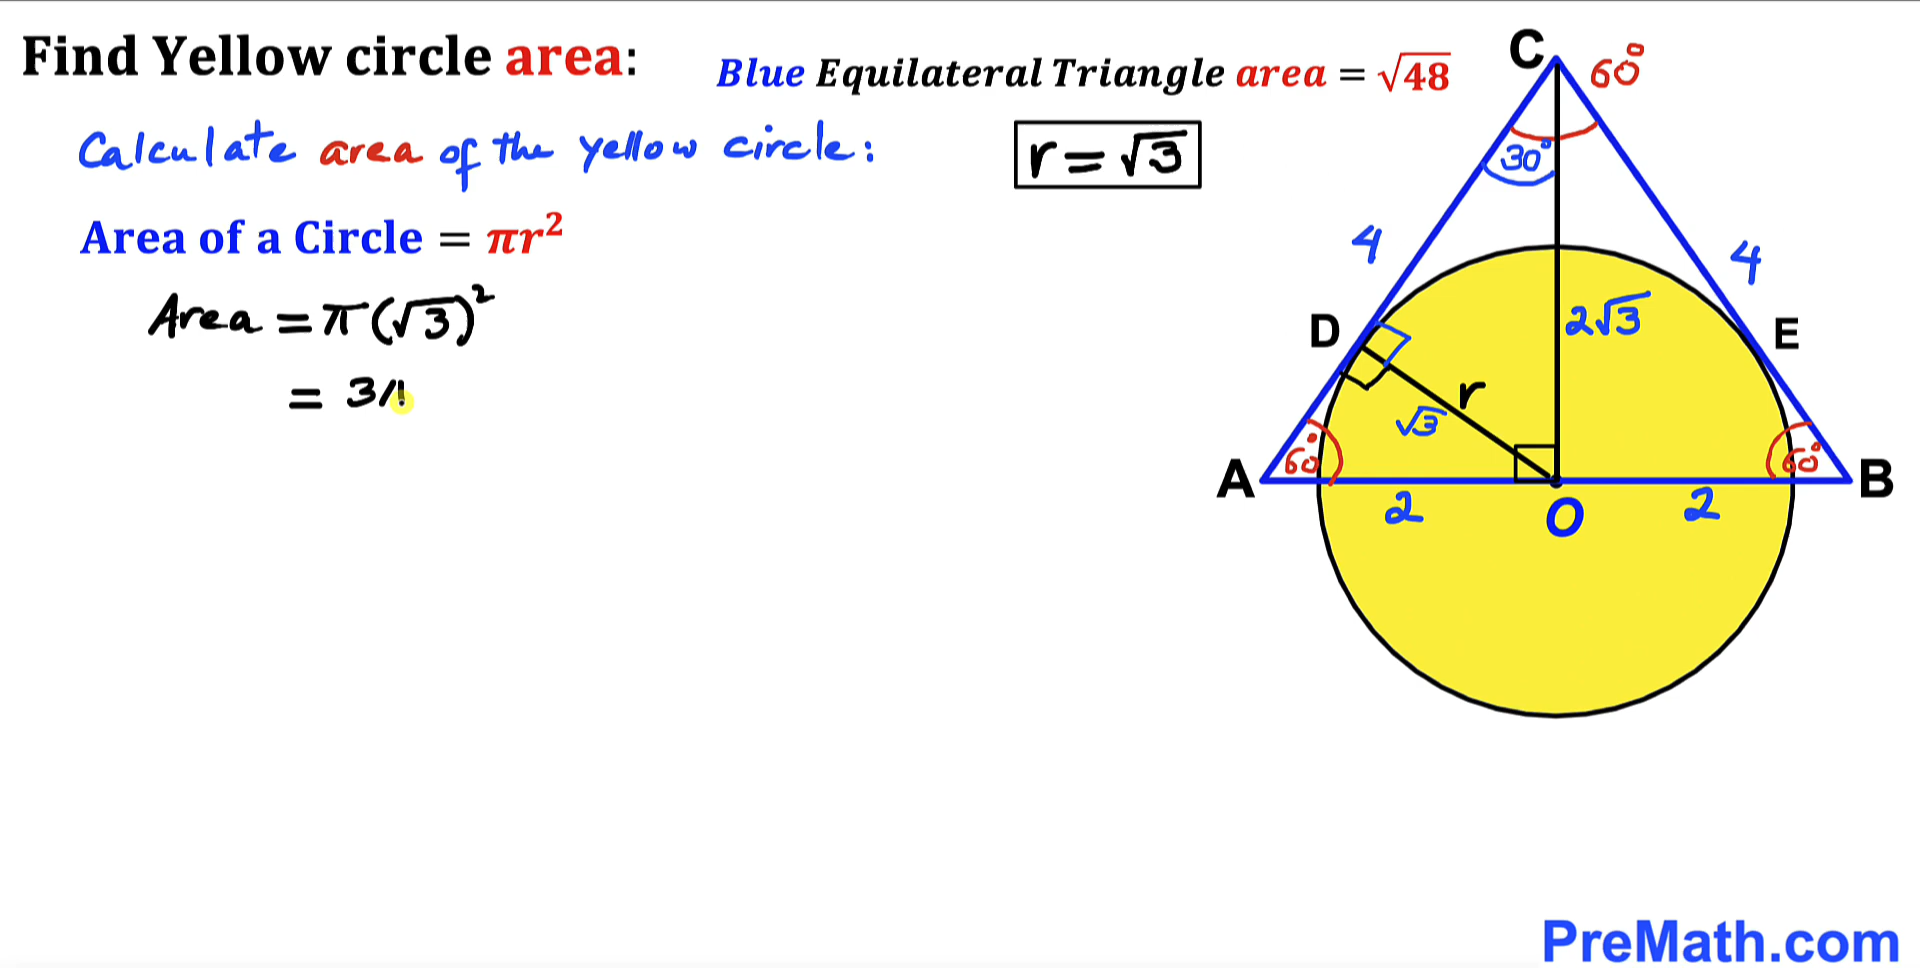 Find Yellow circle area:
Blue Equilateral Triangle area = √48
Calculate area of the yellow circle:
r = √3
Area of a Circle = πr²
Area = π(√3)²
= 3
C
60°
30°
4
4
D
2√3
E
r
√3
A
60°
60°
B
2
O
2
PreMath.com